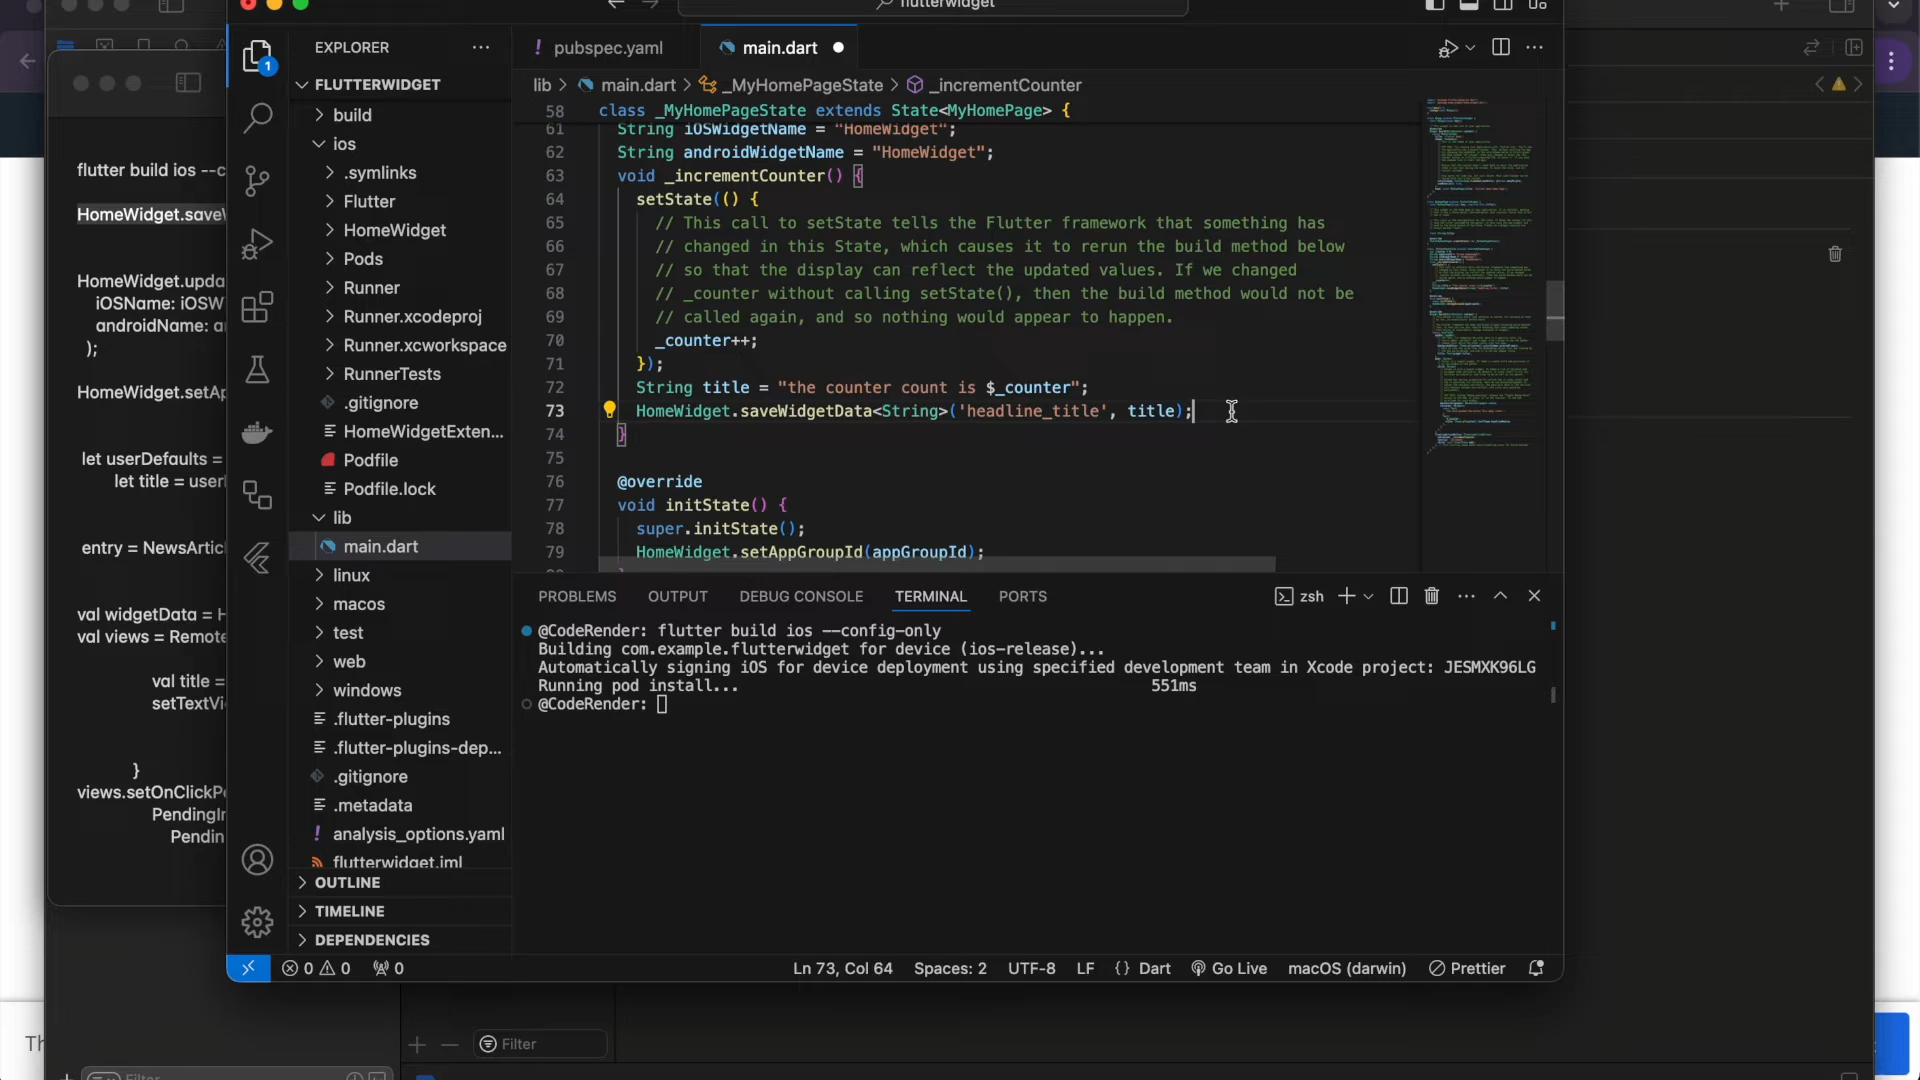 flutterwidget
EXPLORER
pubspec.yaml
main.dart
FLUTTERWIDGET
lib > main.dart > _MyHomePageState > _incrementCounter
build
ios
.symlinks
Flutter
HomeWidget
Pods
Runner
Runner.xcodeproj
Runner.xcworkspace
RunnerTests
.gitignore
HomeWidgetExten...
Podfile
Podfile.lock
lib
main.dart
linux
macos
test
web
windows
.flutter-plugins
.flutter-plugins-dep...
.gitignore
.metadata
analysis_options.yaml
flutterwidget.iml
OUTLINE
TIMELINE
DEPENDENCIES
58 class _MyHomePageState extends State<MyHomePage> {
61 String iOSWidgetName = "HomeWidget";
62 String androidWidgetName = "HomeWidget";
63 void _incrementCounter() {
64 setState(() {
65 // This call to setState tells the Flutter framework that something has
66 // changed in this State, which causes it to rerun the build method below
67 // so that the display can reflect the updated values. If we changed
68 // _counter without calling setState(), then the build method would not be
69 // called again, and so nothing would appear to happen.
70 _counter++;
71 });
72 String title = "the counter count is $_counter";
73 HomeWidget.saveWidgetData<String>('headline_title', title);
74 }
75
76 @override
77 void initState() {
78 super.initState();
79 HomeWidget.setAppGroupId(appGroupId);
PROBLEMS OUTPUT DEBUG CONSOLE TERMINAL PORTS
zsh
@CodeRender: flutter build ios --config-only
Building com.example.flutterwidget for device (ios-release)...
Automatically signing iOS for device deployment using specified development team in Xcode project: JESMXK96LG
Running pod install... 551ms
@CodeRender:
0 0 0
Ln 73, Col 64 Spaces: 2 UTF-8 LF {} Dart Go Live macOS (darwin) Prettier
flutter build ios --c
HomeWidget.save
HomeWidget.upda
iOSName: iOSW
androidName: a
);
HomeWidget.setAp
let userDefaults =
let title = user
entry = NewsArticl
val widgetData = H
val views = Remote
val title =
setTextVi
}
views.setOnClickP
PendingIn
Pendin
Th
Filter
Filter